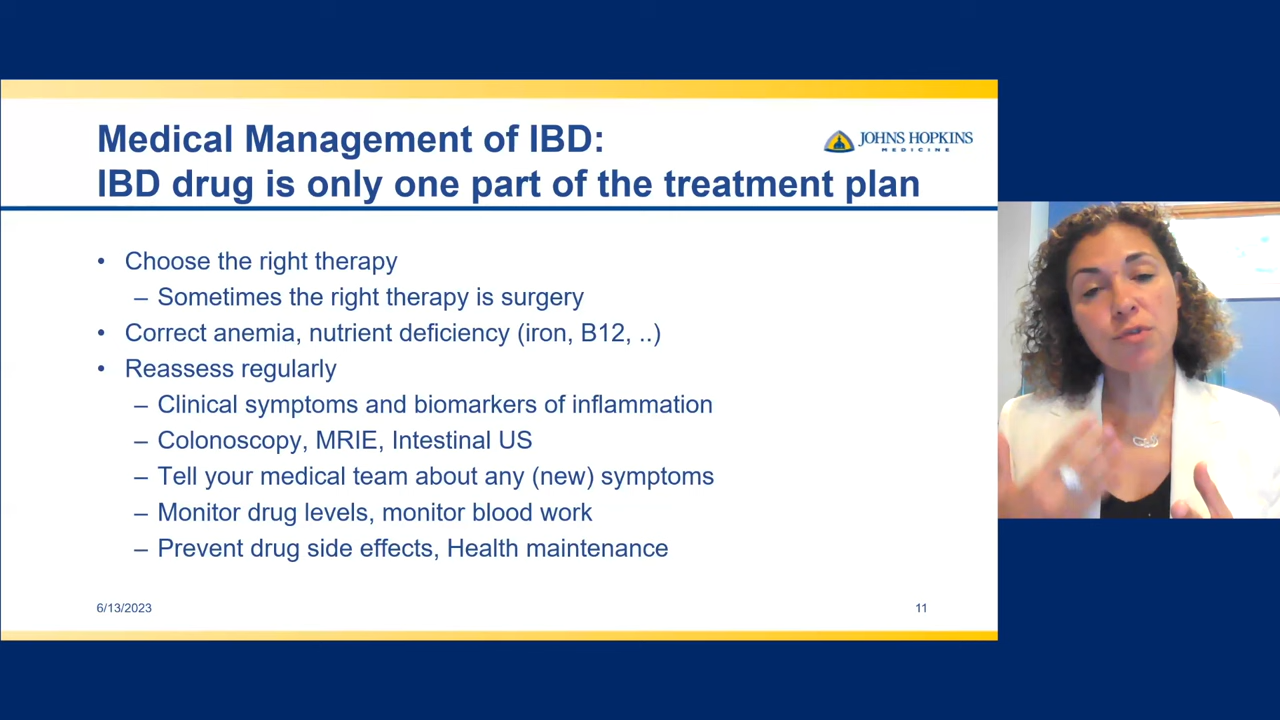 Medical Management of IBD:
IBD drug is only one part of the treatment plan
JOHNS HOPKINS
MEDICINE
• Choose the right therapy
– Sometimes the right therapy is surgery
• Correct anemia, nutrient deficiency (iron, B12, ..)
• Reassess regularly
– Clinical symptoms and biomarkers of inflammation
– Colonoscopy, MRIE, Intestinal US
– Tell your medical team about any (new) symptoms
– Monitor drug levels, monitor blood work
– Prevent drug side effects, Health maintenance
6/13/2023
11